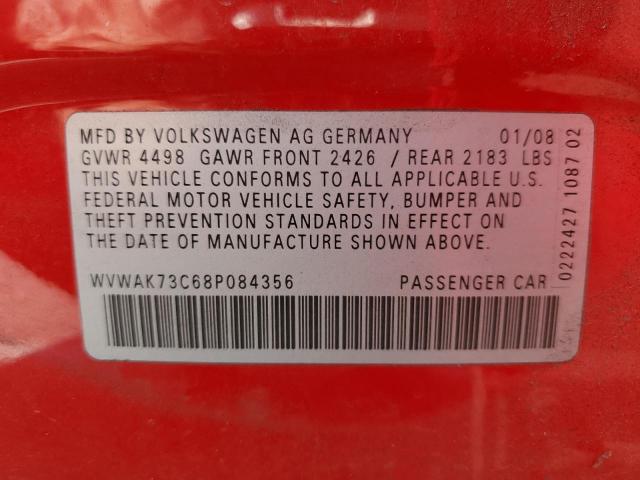 MFD BY VOLKSWAGEN AG GERMANY 01/08
GVWR 4498 GAWR FRONT 2426 / REAR 2183 LBS
THIS VEHICLE CONFORMS TO ALL APPLICABLE U.S.
FEDERAL MOTOR VEHICLE SAFETY, BUMPER AND
THEFT PREVENTION STANDARDS IN EFFECT ON
THE DATE OF MANUFACTURE SHOWN ABOVE.
WVWAK73C68P084356 PASSENGER CAR
0222427 1087 02